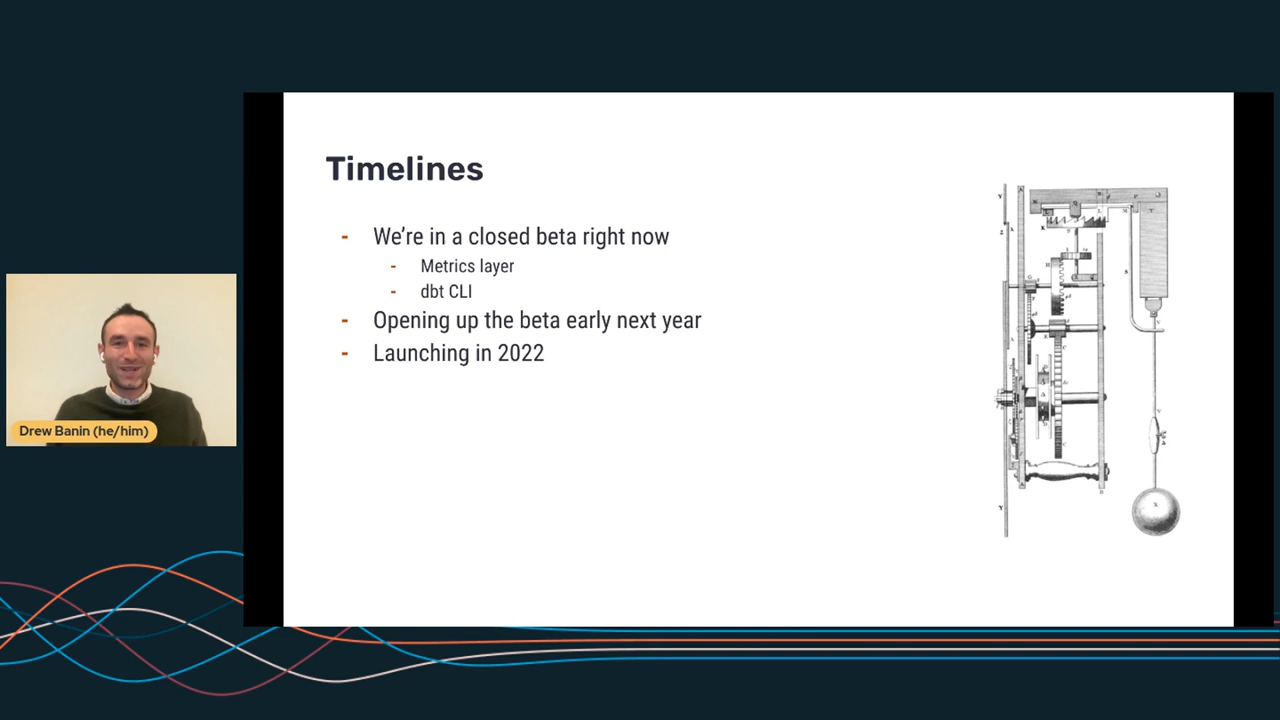 Timelines
- We're in a closed beta right now
- Metrics layer
- dbt CLI
- Opening up the beta early next year
- Launching in 2022
Drew Banin (he/him)